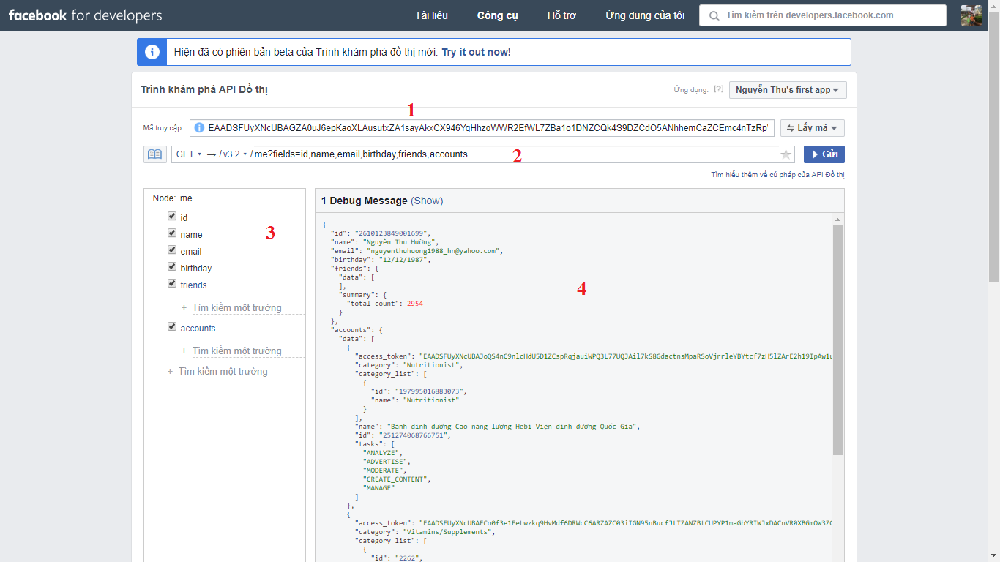 facebook for developers Tài liệu Công cụ Hỗ trợ Ứng dụng của tôi Tìm kiếm trên developers.facebook.com
Hiện đã có phiên bản beta của Trình khám phá đồ thị mới. Try it out now!
Trình khám phá API Đồ thị Ứng dụng: [?] Nguyễn Thu's first app
1
Mã truy cập: Lấy mã
GET → / v3.2 / me?fields=id,name,email,birthday,friends,accounts 2 Gửi
Tìm hiểu thêm về cú pháp của API Đồ thị
Node: me
id
name
3
email
birthday
friends
+ Tìm kiếm một trường
accounts
+ Tìm kiếm một trường
+ Tìm kiếm một trường
1 Debug Message (Show)
{
"id": "2610123849001699",
"name": "Nguyễn Thu Hường",
"email": "nguyenthuhuong1988_hn@yahoo.com",
"birthday": "12/12/1987",
"friends": {
"data": [
],
4
"summary": {
"total_count": 2954
}
},
"accounts": {
"data": [
{
"access_token":
"category": "Nutritionist",
"category_list": [
{
"id": "197995016883073",
"name": "Nutritionist"
}
],
"name": "Bánh dinh dưỡng Cao năng lượng Hebi-Viện dinh dưỡng Quốc Gia",
"id": "251274068766751",
"tasks": [
"ANALYZE",
"ADVERTISE",
"MODERATE",
"CREATE_CONTENT",
"MANAGE"
]
},
{
"access_token":
"category": "Vitamins/Supplements",
"category_list": [
{
"id": "2262",